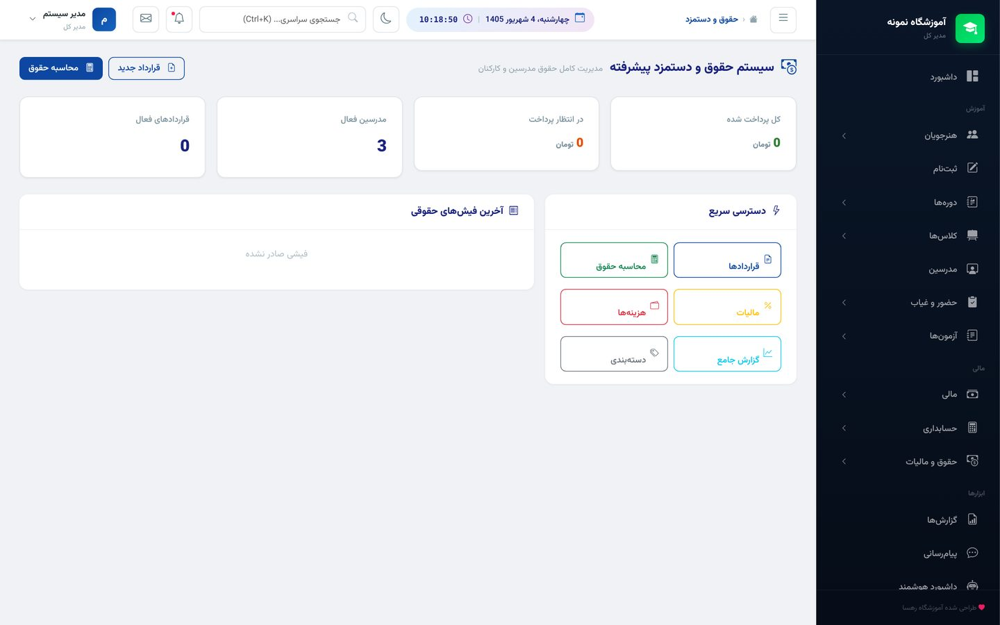 آموزشگاه نمونه
مدیر کل
داشبورد
آموزش
هنرجویان
ثبت‌نام
دوره‌ها
کلاس‌ها
مدرسین
حضور و غیاب
آزمون‌ها
مالی
مالی
حسابداری
حقوق و مالیات
ابزارها
گزارش‌ها
پیام‌رسانی
داشبورد هوشمند
طراحی شده آموزشگاه رهسا
حقوق و دستمزد
چهارشنبه، 4 شهریور 1405 | 10:18:50
جستجوی سراسری... (Ctrl+K)
م
مدیر سیستم
مدیر کل
سیستم حقوق و دستمزد پیشرفته مدیریت کامل حقوق مدرسین و کارکنان
قرارداد جدید
محاسبه حقوق
کل پرداخت شده
0 تومان
در انتظار پرداخت
0 تومان
مدرسین فعال
3
قراردادهای فعال
0
دسترسی سریع
قراردادها
محاسبه حقوق
مالیات
هزینه‌ها
گزارش جامع
دسته‌بندی
آخرین فیش‌های حقوقی
فیشی صادر نشده